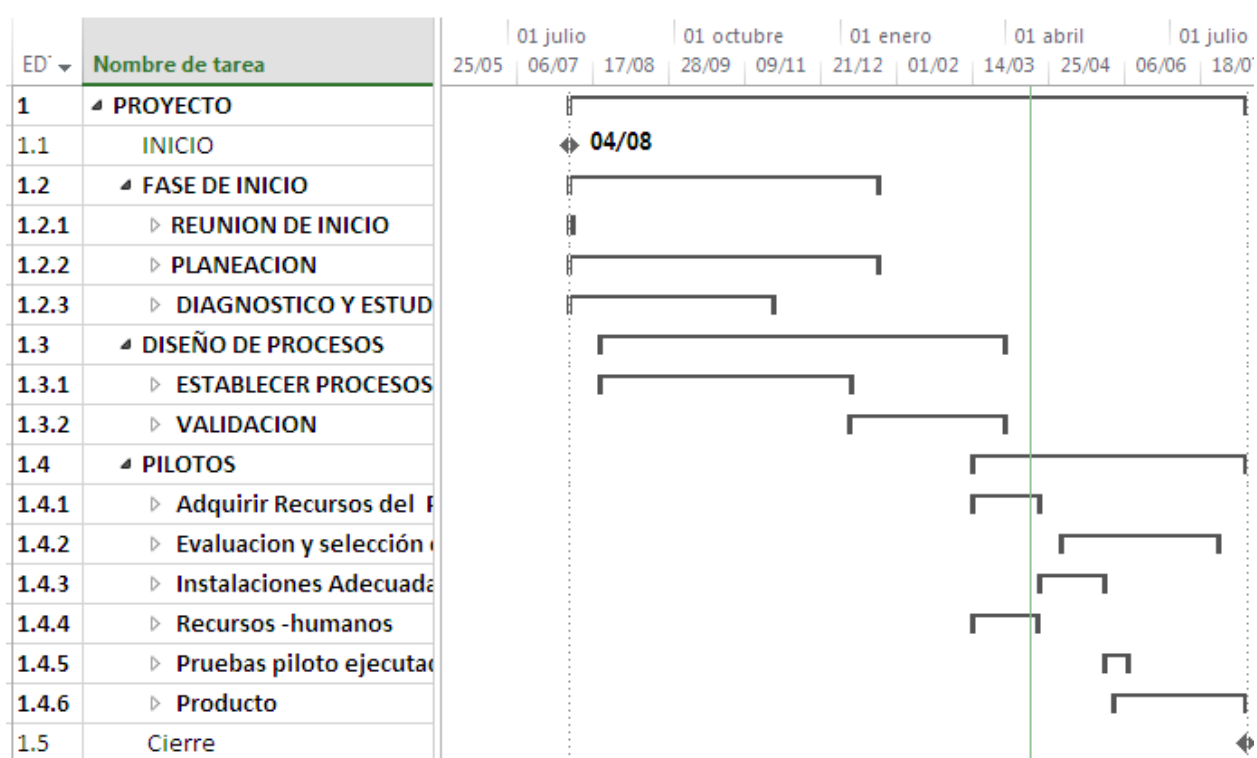 01 julio 01 octubre 01 enero 01 abril 01 julio
ED Nombre de tarea 25/05 06/07 17/08 28/09 09/11 21/12 01/02 14/03 25/04 06/06 18/0
1 PROYECTO
1.1 INICIO 04/08
1.2 FASE DE INICIO
1.2.1 REUNION DE INICIO
1.2.2 PLANEACION
1.2.3 DIAGNOSTICO Y ESTUD
1.3 DISEÑO DE PROCESOS
1.3.1 ESTABLECER PROCESOS
1.3.2 VALIDACION
1.4 PILOTOS
1.4.1 Adquirir Recursos del
1.4.2 Evaluacion y selección
1.4.3 Instalaciones Adecuada
1.4.4 Recursos -humanos
1.4.5 Pruebas piloto ejecuta
1.4.6 Producto
1.5 Cierre